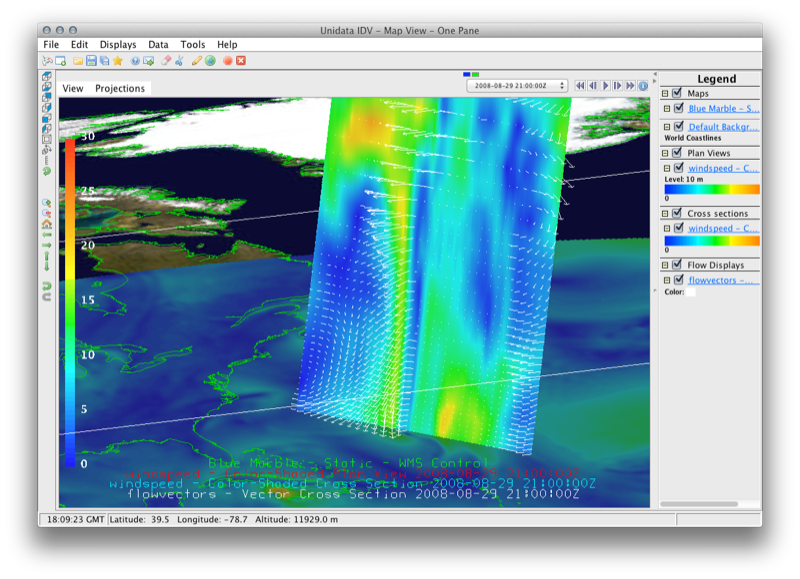 Unidata IDV – Map View – One Pane
File Edit Displays Data Tools Help
View Projections
2008-08-29 21:00:00Z
30
25
20
15
10
5
0
Blue Marble - Static - WMS Control
windspeed - Color-Shaded Plan View 2008-08-29 21:00:00Z
windspeed - Color-Shaded Cross Section 2008-08-29 21:00:00Z
flowvectors - Vector Cross Section 2008-08-29 21:00:00Z
Legend
Maps
Blue Marble – S...
Default Backgr...
World Coastlines
Plan Views
windspeed – C...
Level: 10 m
0
Cross sections
windspeed – C...
0
Flow Displays
flowvectors –...
Color:
18:09:23 GMT Latitude: 39.5 Longitude: -78.7 Altitude: 11929.0 m